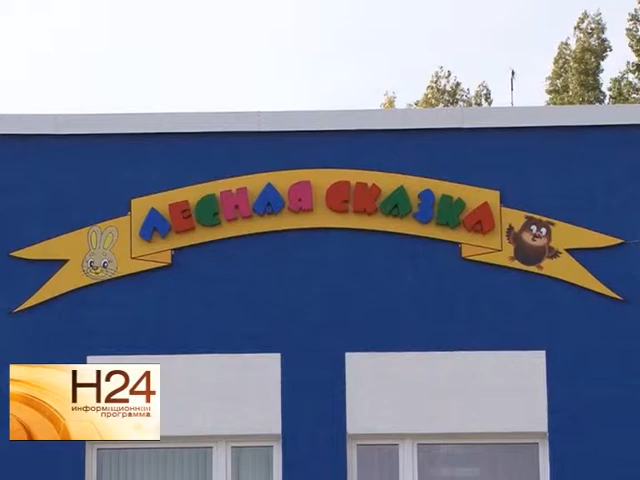 ЛЕСНАЯ СКАЗКА
Н24
информационная
программа